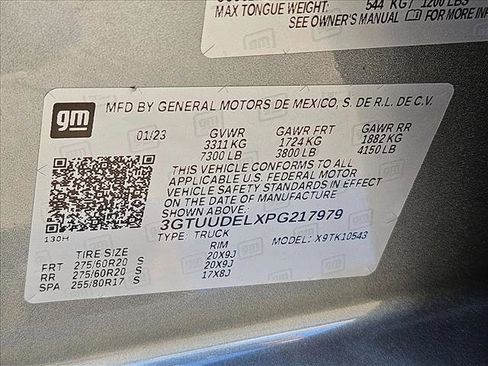 MAX TONGUE WEIGHT: 544 KG / 1200 LBS
SEE OWNER'S MANUAL FOR MORE INFO
gm
MFD BY GENERAL MOTORS DE MEXICO, S. DE R.L. DE C.V.
01/23 GVWR GAWR FRT GAWR RR
3311 KG 1724 KG 1882 KG
7300 LB 3800 LB 4150 LB
THIS VEHICLE CONFORMS TO ALL
APPLICABLE U.S. FEDERAL MOTOR
VEHICLE SAFETY STANDARDS IN EFFECT
ON THE DATE OF MANUFACTURE SHOWN ABOVE.
3GTUUDELXPG217979
130H TYPE: TRUCK MODEL: X9TK10543
TIRE SIZE RIM
FRT 275/60R20 S 20X9J
RR 275/60R20 S 20X9J
SPA 255/80R17 S 17X8J